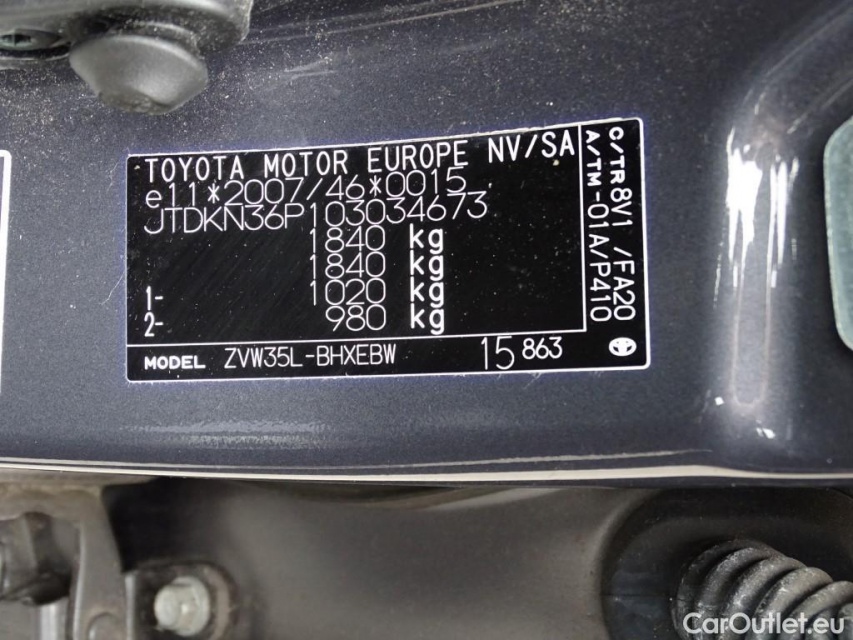 TOYOTA MOTOR EUROPE NV/SA
e11*2007/46*0015
JTDKN36P103034673
1840 kg
1840 kg
1- 1020 kg
2- 980 kg
C/TR 8V1 /FA20
A/TM -01A/P410
MODEL ZVW35L-BHXEBW 15 863
CarOutlet.eu